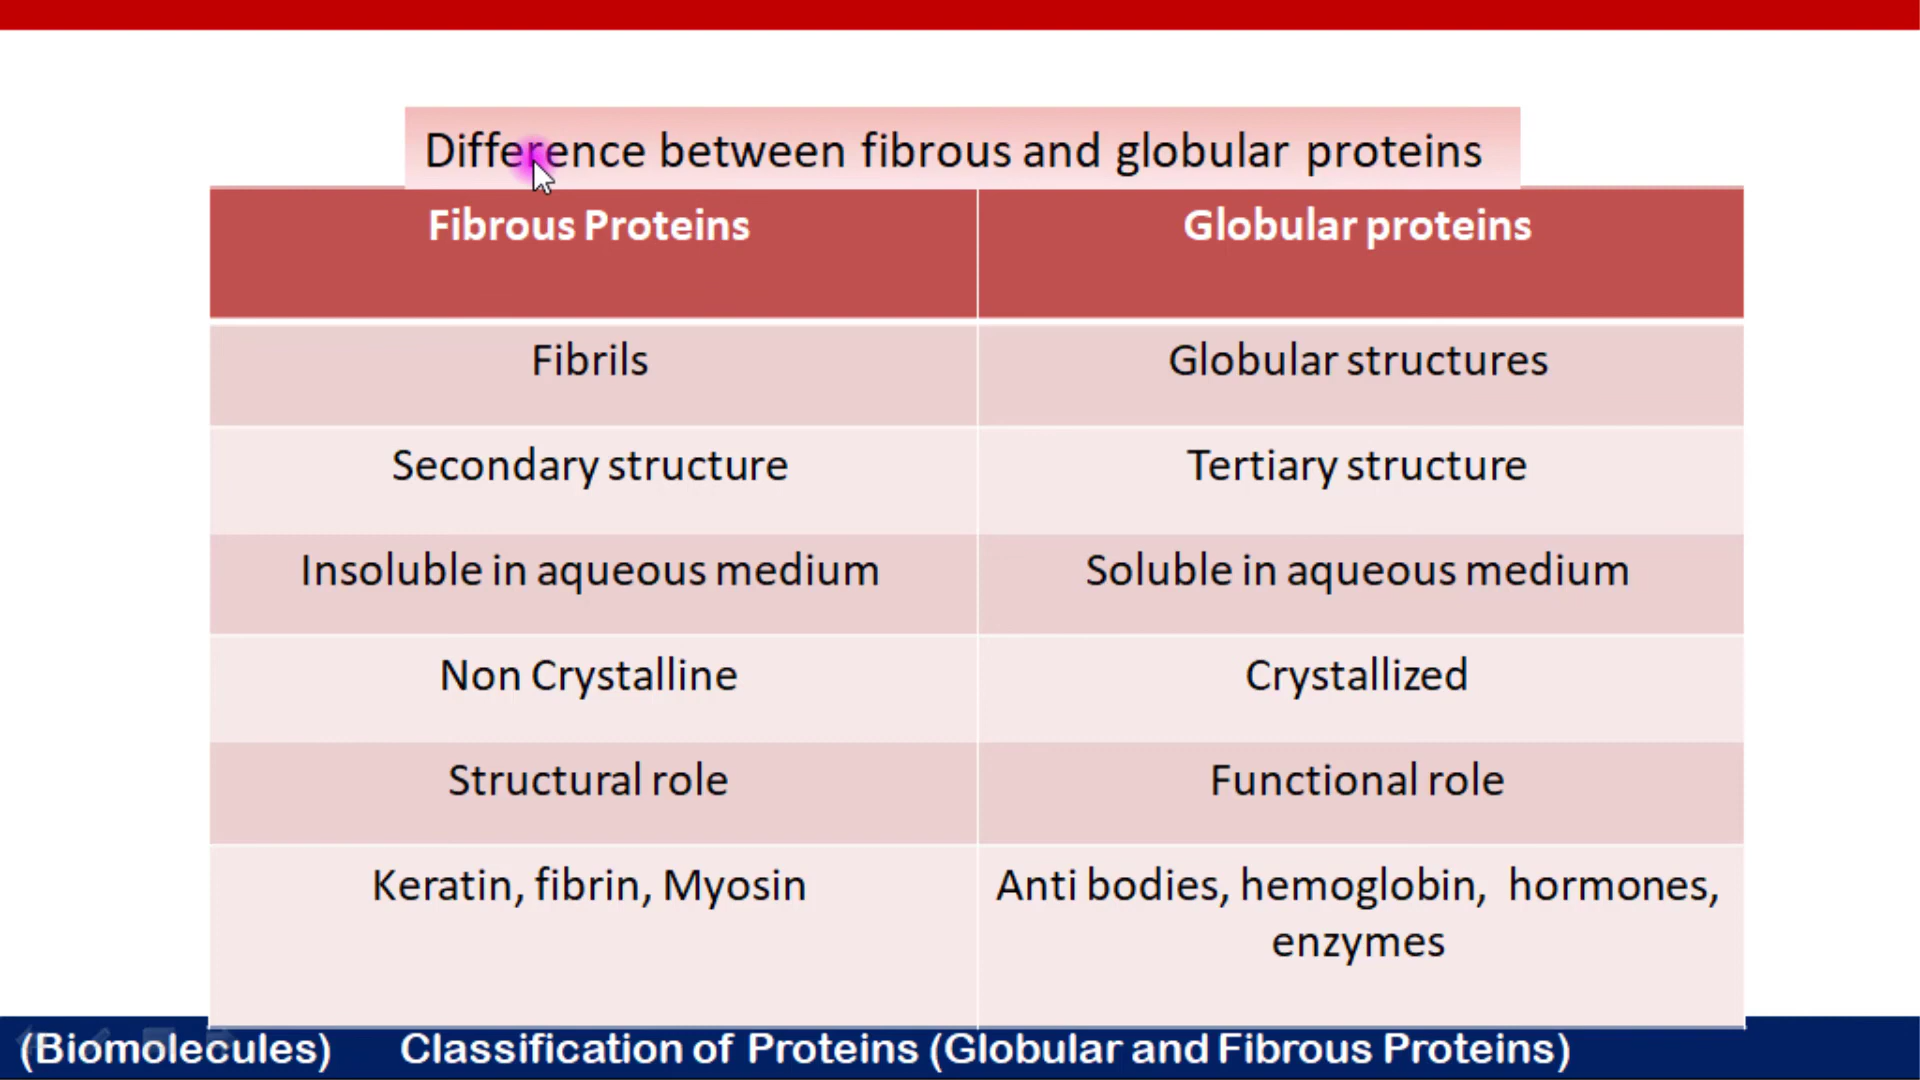 Difference between fibrous and globular proteins
Fibrous Proteins
Globular proteins
Fibrils
Globular structures
Secondary structure
Tertiary structure
Insoluble in aqueous medium
Soluble in aqueous medium
Non Crystalline
Crystallized
Structural role
Functional role
Keratin, fibrin, Myosin
Anti bodies, hemoglobin, hormones,
enzymes
(Biomolecules) Classification of Proteins (Globular and Fibrous Proteins)